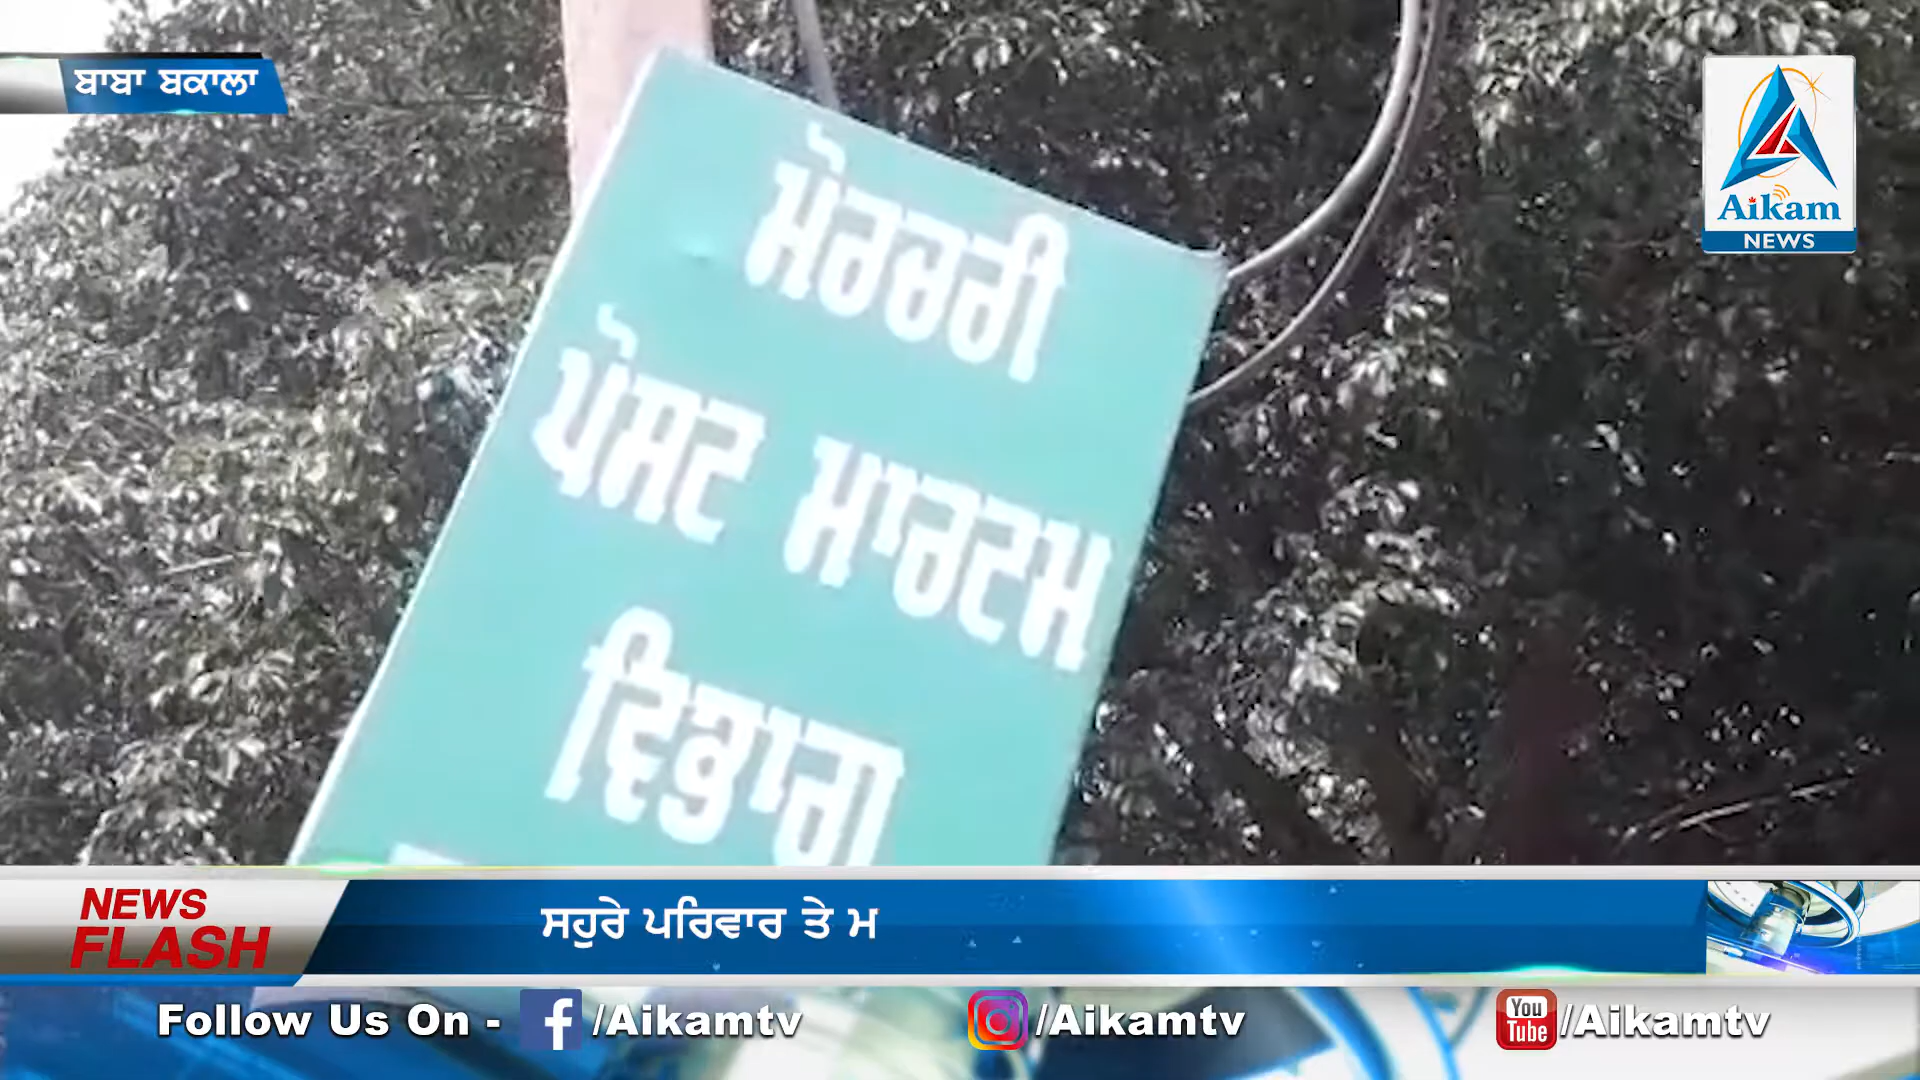 ਬਾਬਾ ਬਕਾਲਾ
Aikam
NEWS
ਮੋਰਚਰੀ
ਪੋਸਟ ਮਾਰਟਮ
ਵਿਭਾਗ
NEWS
FLASH
ਸਹੁਰੇ ਪਰਿਵਾਰ ਤੇ ਮ
Follow Us On - f /Aikamtv /Aikamtv You Tube /Aikamtv